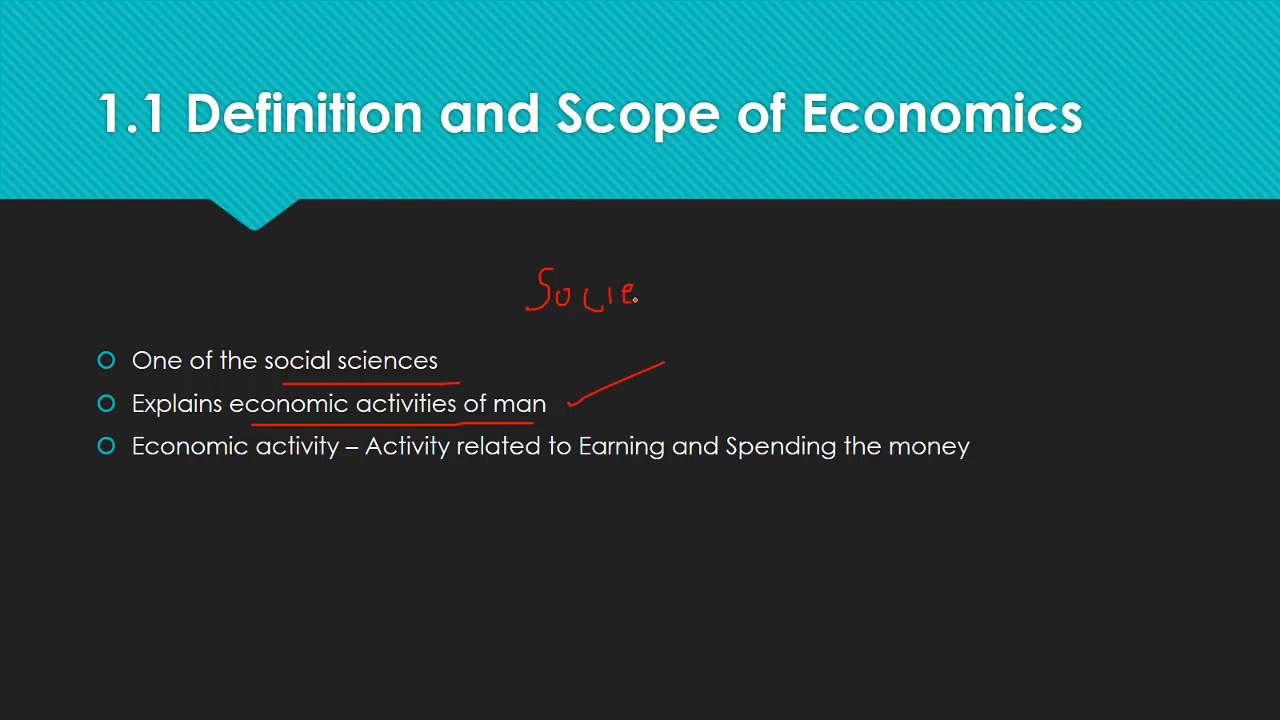 1.1 Definition and Scope of Economics
Socie
One of the social sciences
Explains economic activities of man
Economic activity – Activity related to Earning and Spending the money